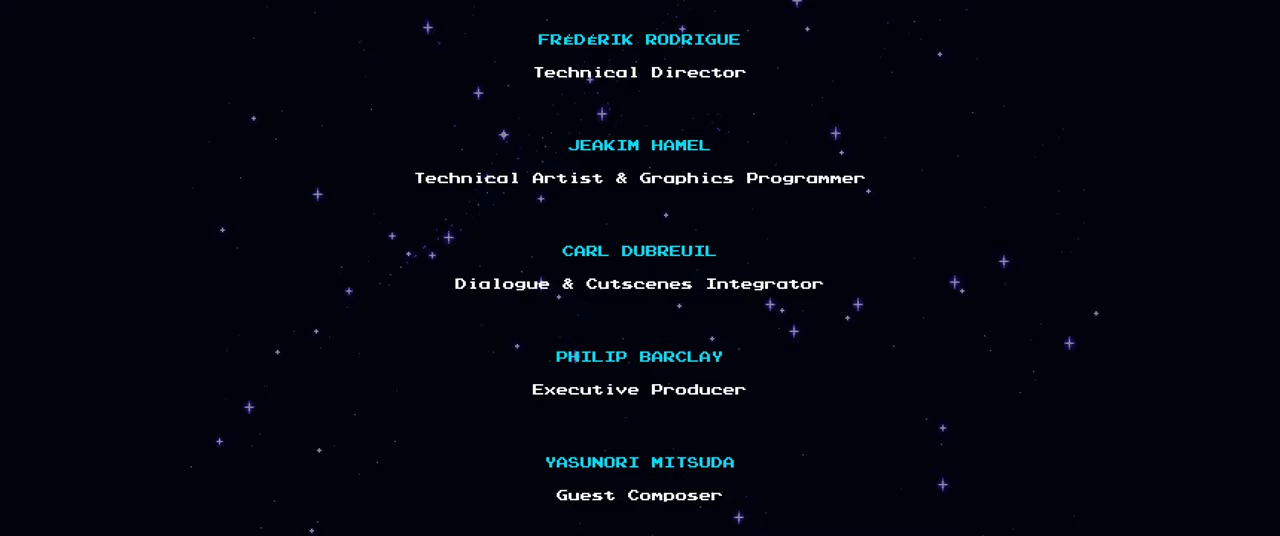 FRéDéRIK RODRIGUE
Technical Director
JEAKIM HAMEL
Technical Artist & Graphics Programmer
CARL DUBREUIL
Dialogue & Cutscenes Integrator
PHILIP BARCLAY
Executive Producer
YASUNORI MITSUDA
Guest Composer